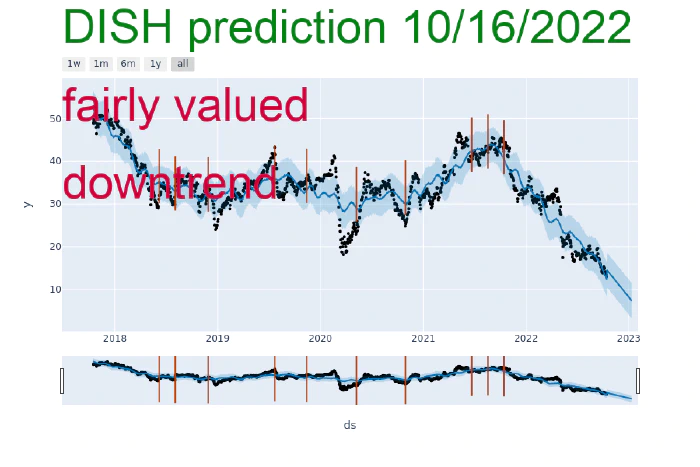 DISH prediction 10/16/2022
1w 1m 6m 1y all
fairly valued
50
40
downtrend
30
y
20
10
2018 2019 2020 2021 2022 2023
ds